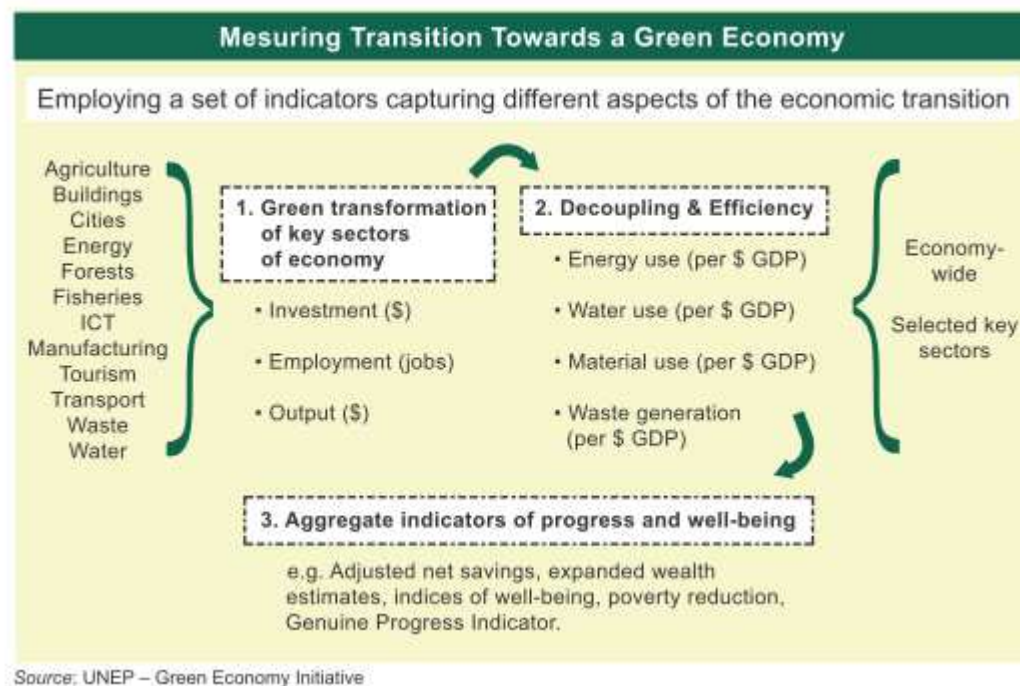 Mesuring Transition Towards a Green Economy
Employing a set of indicators capturing different aspects of the economic transition
Agriculture
Buildings
Cities
Energy
Forests
Fisheries
ICT
Manufacturing
Tourism
Transport
Waste
Water
1. Green transformation
of key sectors
of economy
• Investment ($)
• Employment (jobs)
• Output ($)
2. Decoupling & Efficiency
• Energy use (per $ GDP)
• Water use (per $ GDP)
• Material use (per $ GDP)
• Waste generation
(per $ GDP)
Economy-
wide
Selected key
sectors
3. Aggregate indicators of progress and well-being
e.g. Adjusted net savings, expanded wealth
estimates, indices of well-being, poverty reduction,
Genuine Progress Indicator.
Source: UNEP – Green Economy Initiative